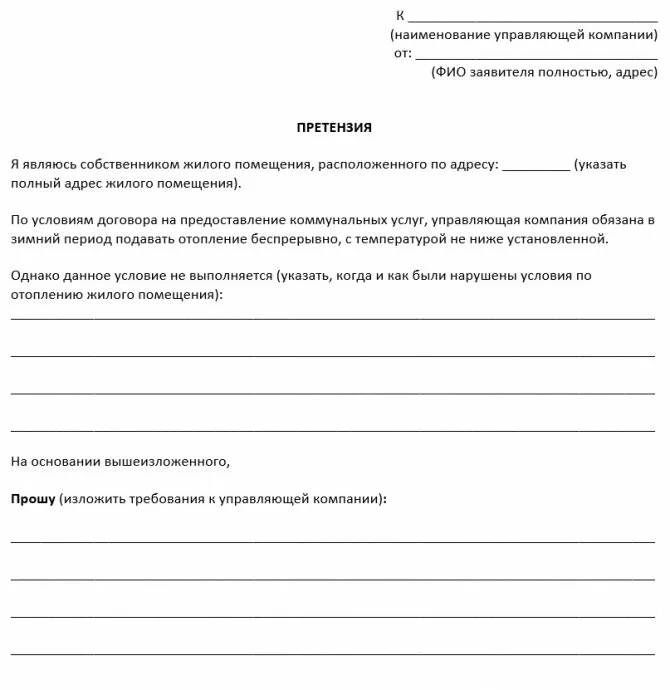 К ________________________________
(наименование управляющей компании)
от: _______________________________
(ФИО заявителя полностью, адрес)
ПРЕТЕНЗИЯ
Я являюсь собственником жилого помещения, расположенного по адресу: _________ (указать
полный адрес жилого помещения).
По условиям договора на предоставление коммунальных услуг, управляющая компания обязана в
зимний период подавать отопление беспрерывно, с температурой не ниже установленной.
Однако данное условие не выполняется (указать, когда и как были нарушены условия по
отоплению жилого помещения):
На основании вышеизложенного,
Прошу (изложить требования к управляющей компании):